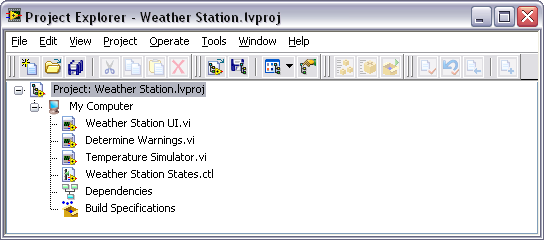 Project Explorer - Weather Station.lvproj
File Edit View Project Operate Tools Window Help
Project: Weather Station.lvproj
My Computer
Weather Station UI.vi
Determine Warnings.vi
Temperature Simulator.vi
Weather Station States.ctl
Dependencies
Build Specifications